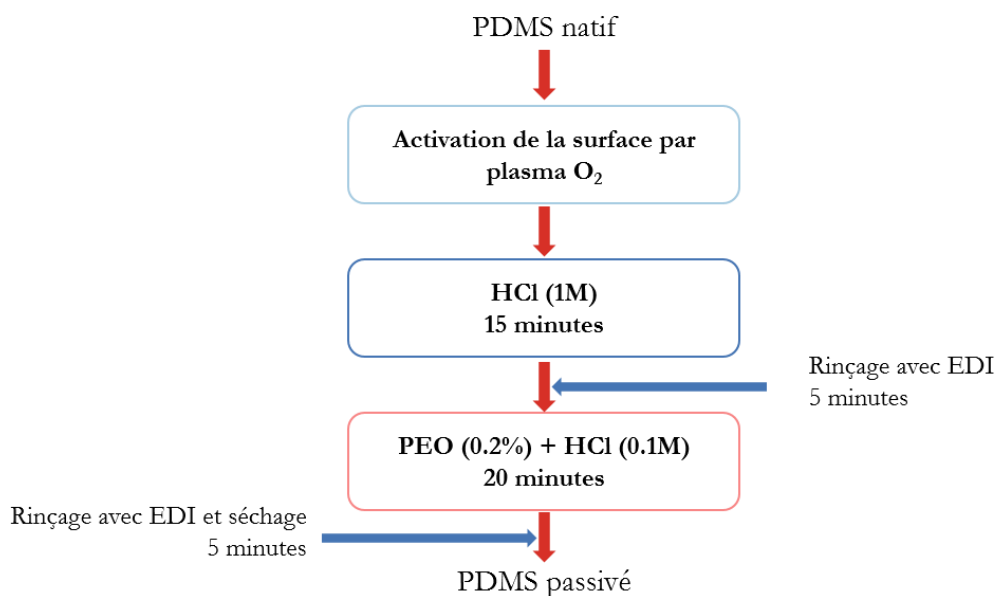 PDMS natif
Activation de la surface par
plasma O₂
HCl (1M)
15 minutes
Rinçage avec EDI
5 minutes
PEO (0.2%) + HCl (0.1M)
20 minutes
Rinçage avec EDI et séchage
5 minutes
PDMS passivé